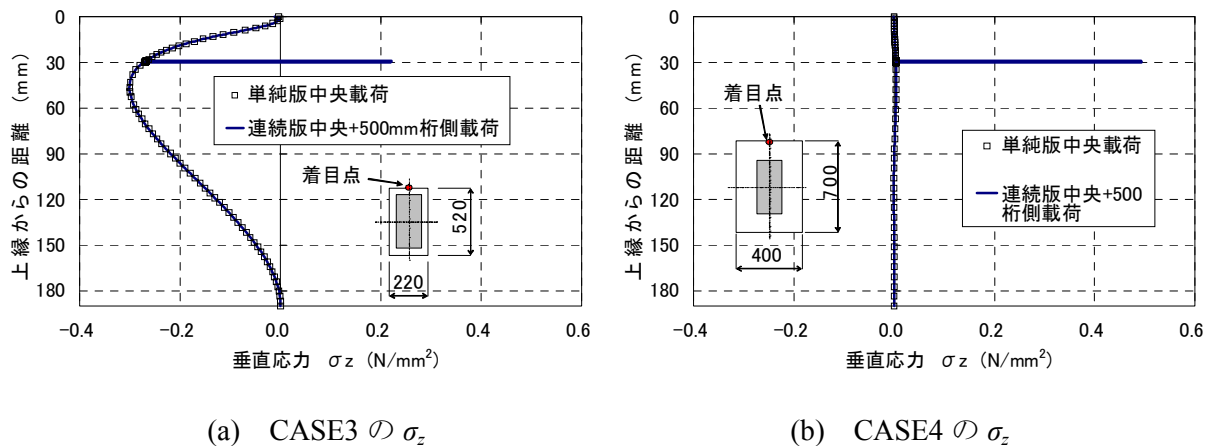 0
30
60
90
120
150
180
上縁からの距離 (mm)
単純版中央載荷
連続版中央+500mm桁側載荷
着目点
520
220
-0.4
-0.2
0.0
0.2
0.4
0.6
垂直応力 σz (N/mm²)
(a) CASE3 の σz
0
30
60
90
120
150
180
上縁からの距離 (mm)
着目点
700
400
単純版中央載荷
連続版中央+500
桁側載荷
-0.4
-0.2
0.0
0.2
0.4
0.6
垂直応力 σz (N/mm²)
(b) CASE4 の σz